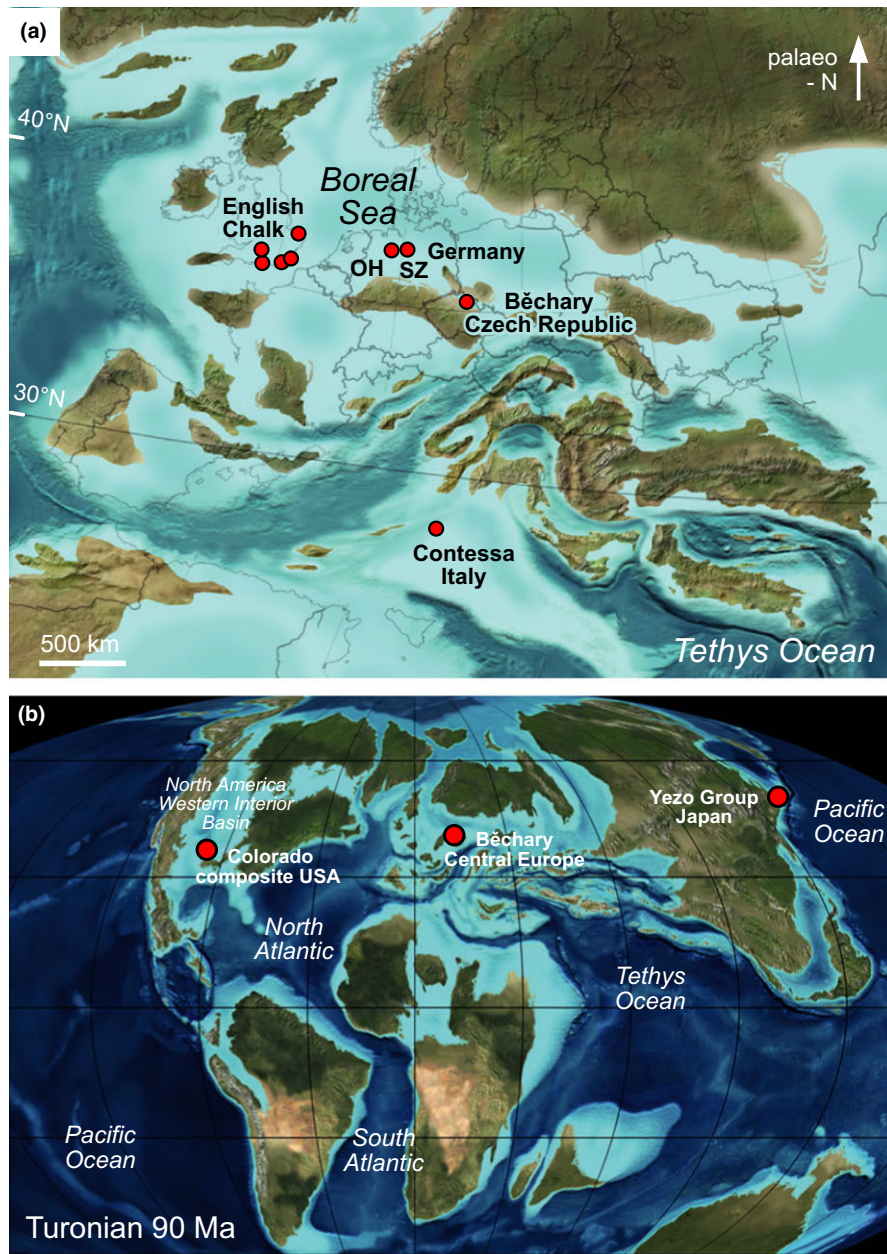 (a)
palaeo
- N
40°N
Boreal
Sea
English
Chalk
OH
SZ
Germany
Běchary
Czech Republic
30°N
Contessa
Italy
500 km
Tethys Ocean
(b)
North America
Western Interior
Basin
Yezo Group
Japan
Pacific
Ocean
Běchary
Central Europe
Colorado
composite USA
North
Atlantic
Tethys
Ocean
Pacific
Ocean
South
Atlantic
Turonian 90 Ma